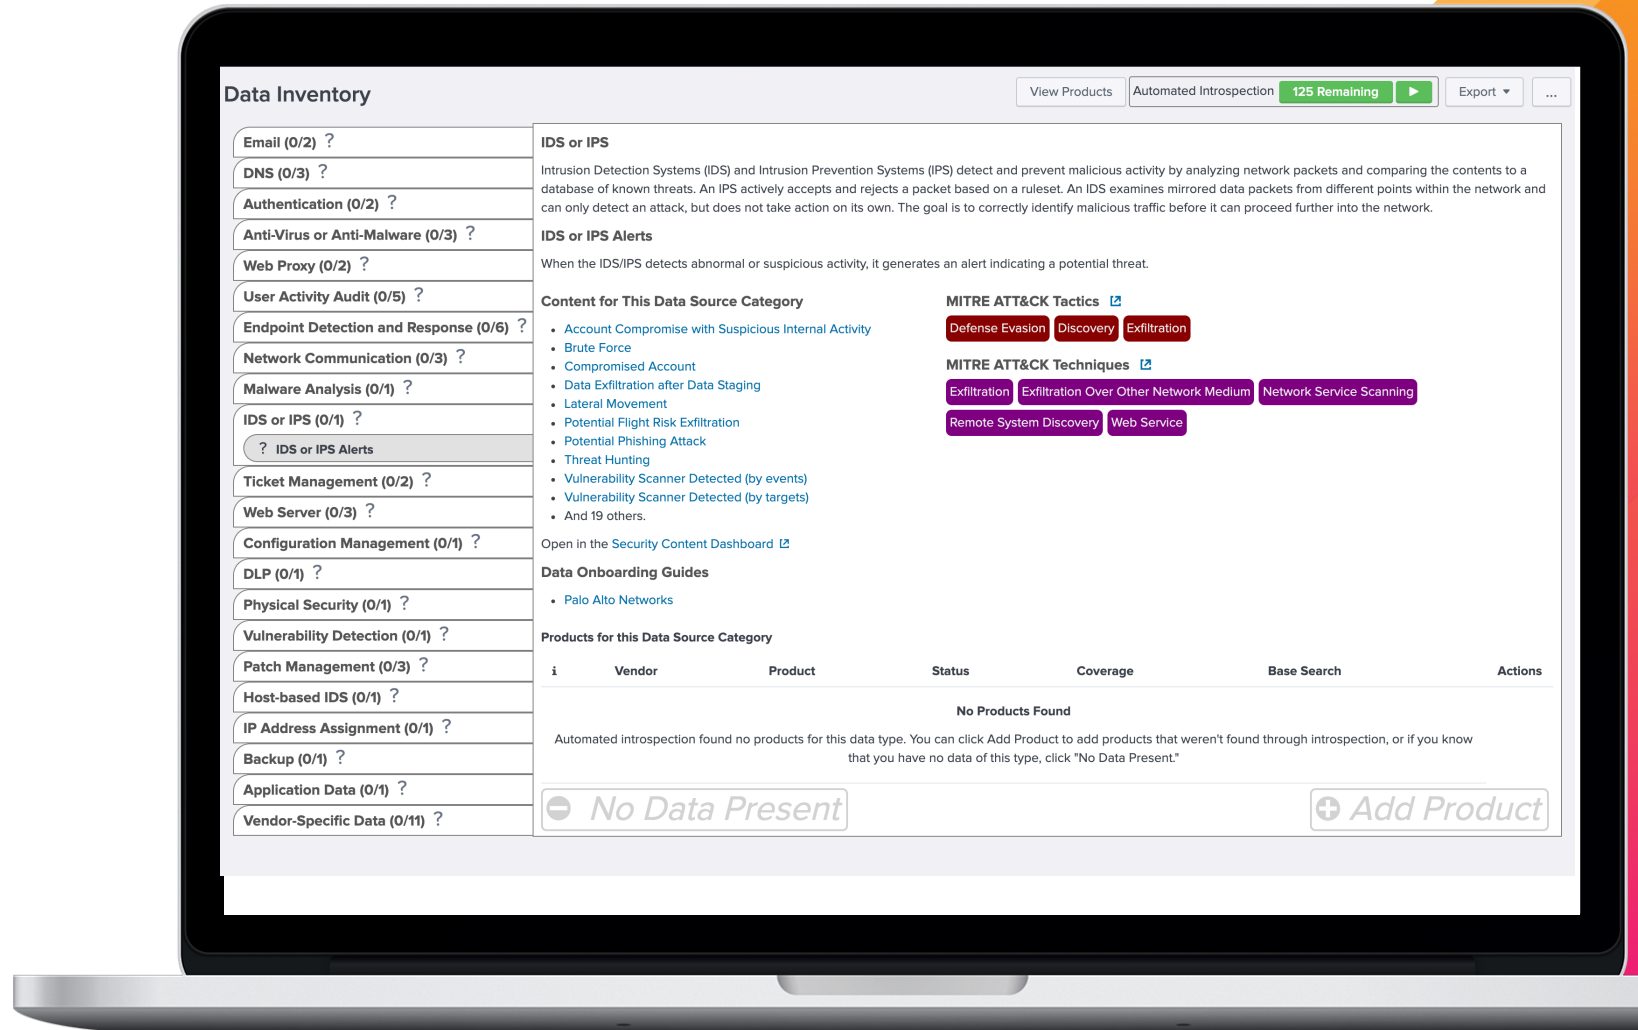 Data Inventory
View Products
Automated Introspection
125 Remaining
Export
...
Email (0/2) ?
DNS (0/3) ?
Authentication (0/2) ?
Anti-Virus or Anti-Malware (0/3) ?
Web Proxy (0/2) ?
User Activity Audit (0/5) ?
Endpoint Detection and Response (0/6) ?
Network Communication (0/3) ?
Malware Analysis (0/1) ?
IDS or IPS (0/1) ?
? IDS or IPS Alerts
Ticket Management (0/2) ?
Web Server (0/3) ?
Configuration Management (0/1) ?
DLP (0/1) ?
Physical Security (0/1) ?
Vulnerability Detection (0/1) ?
Patch Management (0/3) ?
Host-based IDS (0/1) ?
IP Address Assignment (0/1) ?
Backup (0/1) ?
Application Data (0/1) ?
Vendor-Specific Data (0/11) ?
IDS or IPS
Intrusion Detection Systems (IDS) and Intrusion Prevention Systems (IPS) detect and prevent malicious activity by analyzing network packets and comparing the contents to a
database of known threats. An IPS actively accepts and rejects a packet based on a ruleset. An IDS examines mirrored data packets from different points within the network and
can only detect an attack, but does not take action on its own. The goal is to correctly identify malicious traffic before it can proceed further into the network.
IDS or IPS Alerts
When the IDS/IPS detects abnormal or suspicious activity, it generates an alert indicating a potential threat.
Content for This Data Source Category
• Account Compromise with Suspicious Internal Activity
• Brute Force
• Compromised Account
• Data Exfiltration after Data Staging
• Lateral Movement
• Potential Flight Risk Exfiltration
• Potential Phishing Attack
• Threat Hunting
• Vulnerability Scanner Detected (by events)
• Vulnerability Scanner Detected (by targets)
• And 19 others.
Open in the Security Content Dashboard
MITRE ATT&CK Tactics
Defense Evasion Discovery Exfiltration
MITRE ATT&CK Techniques
Exfiltration Exfiltration Over Other Network Medium Network Service Scanning
Remote System Discovery Web Service
Data Onboarding Guides
• Palo Alto Networks
Products for this Data Source Category
i Vendor Product Status Coverage Base Search Actions
No Products Found
Automated introspection found no products for this data type. You can click Add Product to add products that weren't found through introspection, or if you know
that you have no data of this type, click "No Data Present."
No Data Present
Add Product